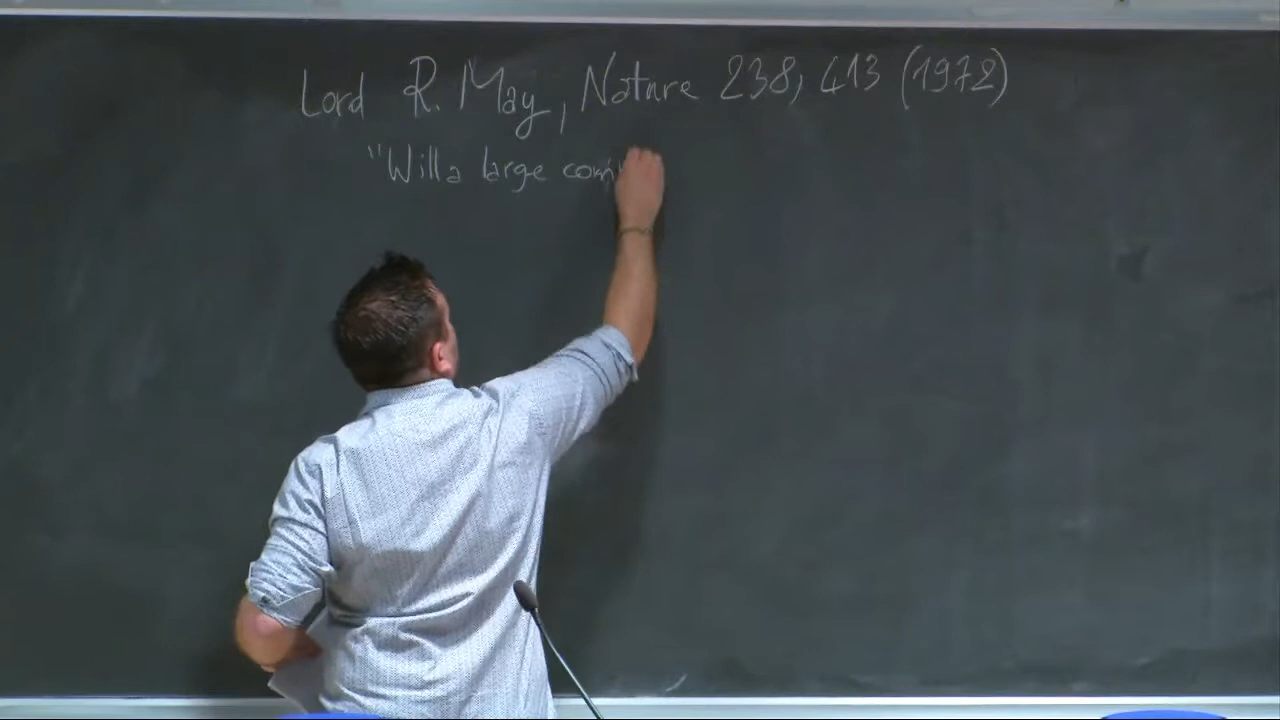 Lord R. May, Nature 238, 413 (1972)
"Will a large com